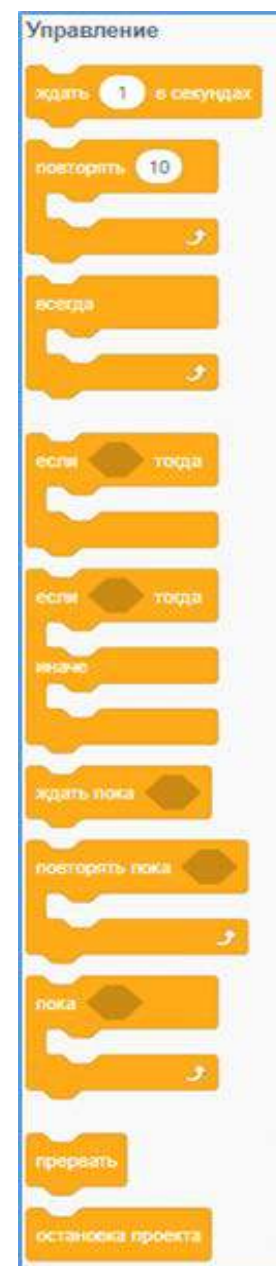 Управление
ждать 1 в секундах
повторять 10
всегда
если тогда
если тогда
иначе
ждать пока
повторять пока
пока
прервать
остановка проекта